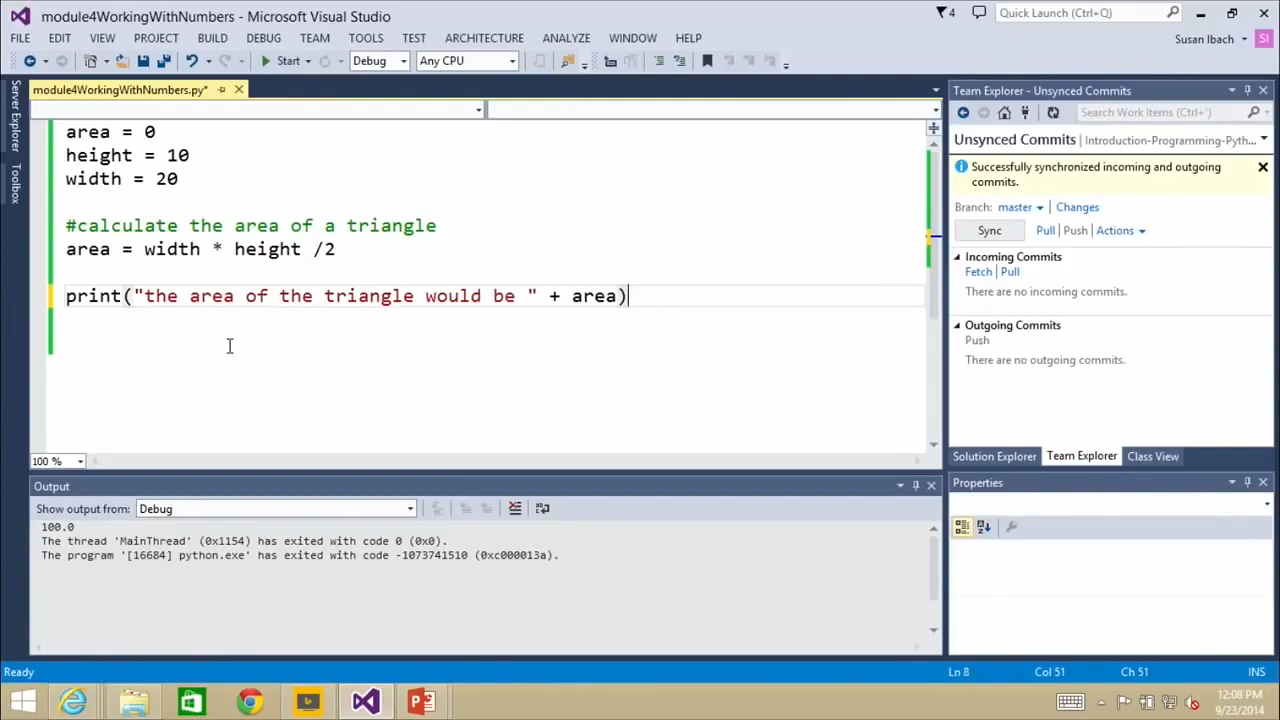 module4WorkingWithNumbers - Microsoft Visual Studio
4
Quick Launch (Ctrl+Q)
FILE EDIT VIEW PROJECT BUILD DEBUG TEAM TOOLS TEST ARCHITECTURE ANALYZE WINDOW HELP
Susan Ibach SI
Start Debug Any CPU
Server Explorer
Toolbox
module4WorkingWithNumbers.py*
area = 0
height = 10
width = 20
#calculate the area of a triangle
area = width * height /2
print("the area of the triangle would be " + area)
100 %
Output
Show output from: Debug
100.0
The thread 'MainThread' (0x1154) has exited with code 0 (0x0).
The program '[16684] python.exe' has exited with code -1073741510 (0xc000013a).
Team Explorer - Unsynced Commits
Search Work Items (Ctrl+')
Unsynced Commits | Introduction-Programming-Pyth...
Successfully synchronized incoming and outgoing
commits.
Branch: master Changes
Sync Pull | Push | Actions
Incoming Commits
Fetch | Pull
There are no incoming commits.
Outgoing Commits
Push
There are no outgoing commits.
Solution Explorer Team Explorer Class View
Properties
Ready Ln 8 Col 51 Ch 51 INS
12:08 PM
9/23/2014